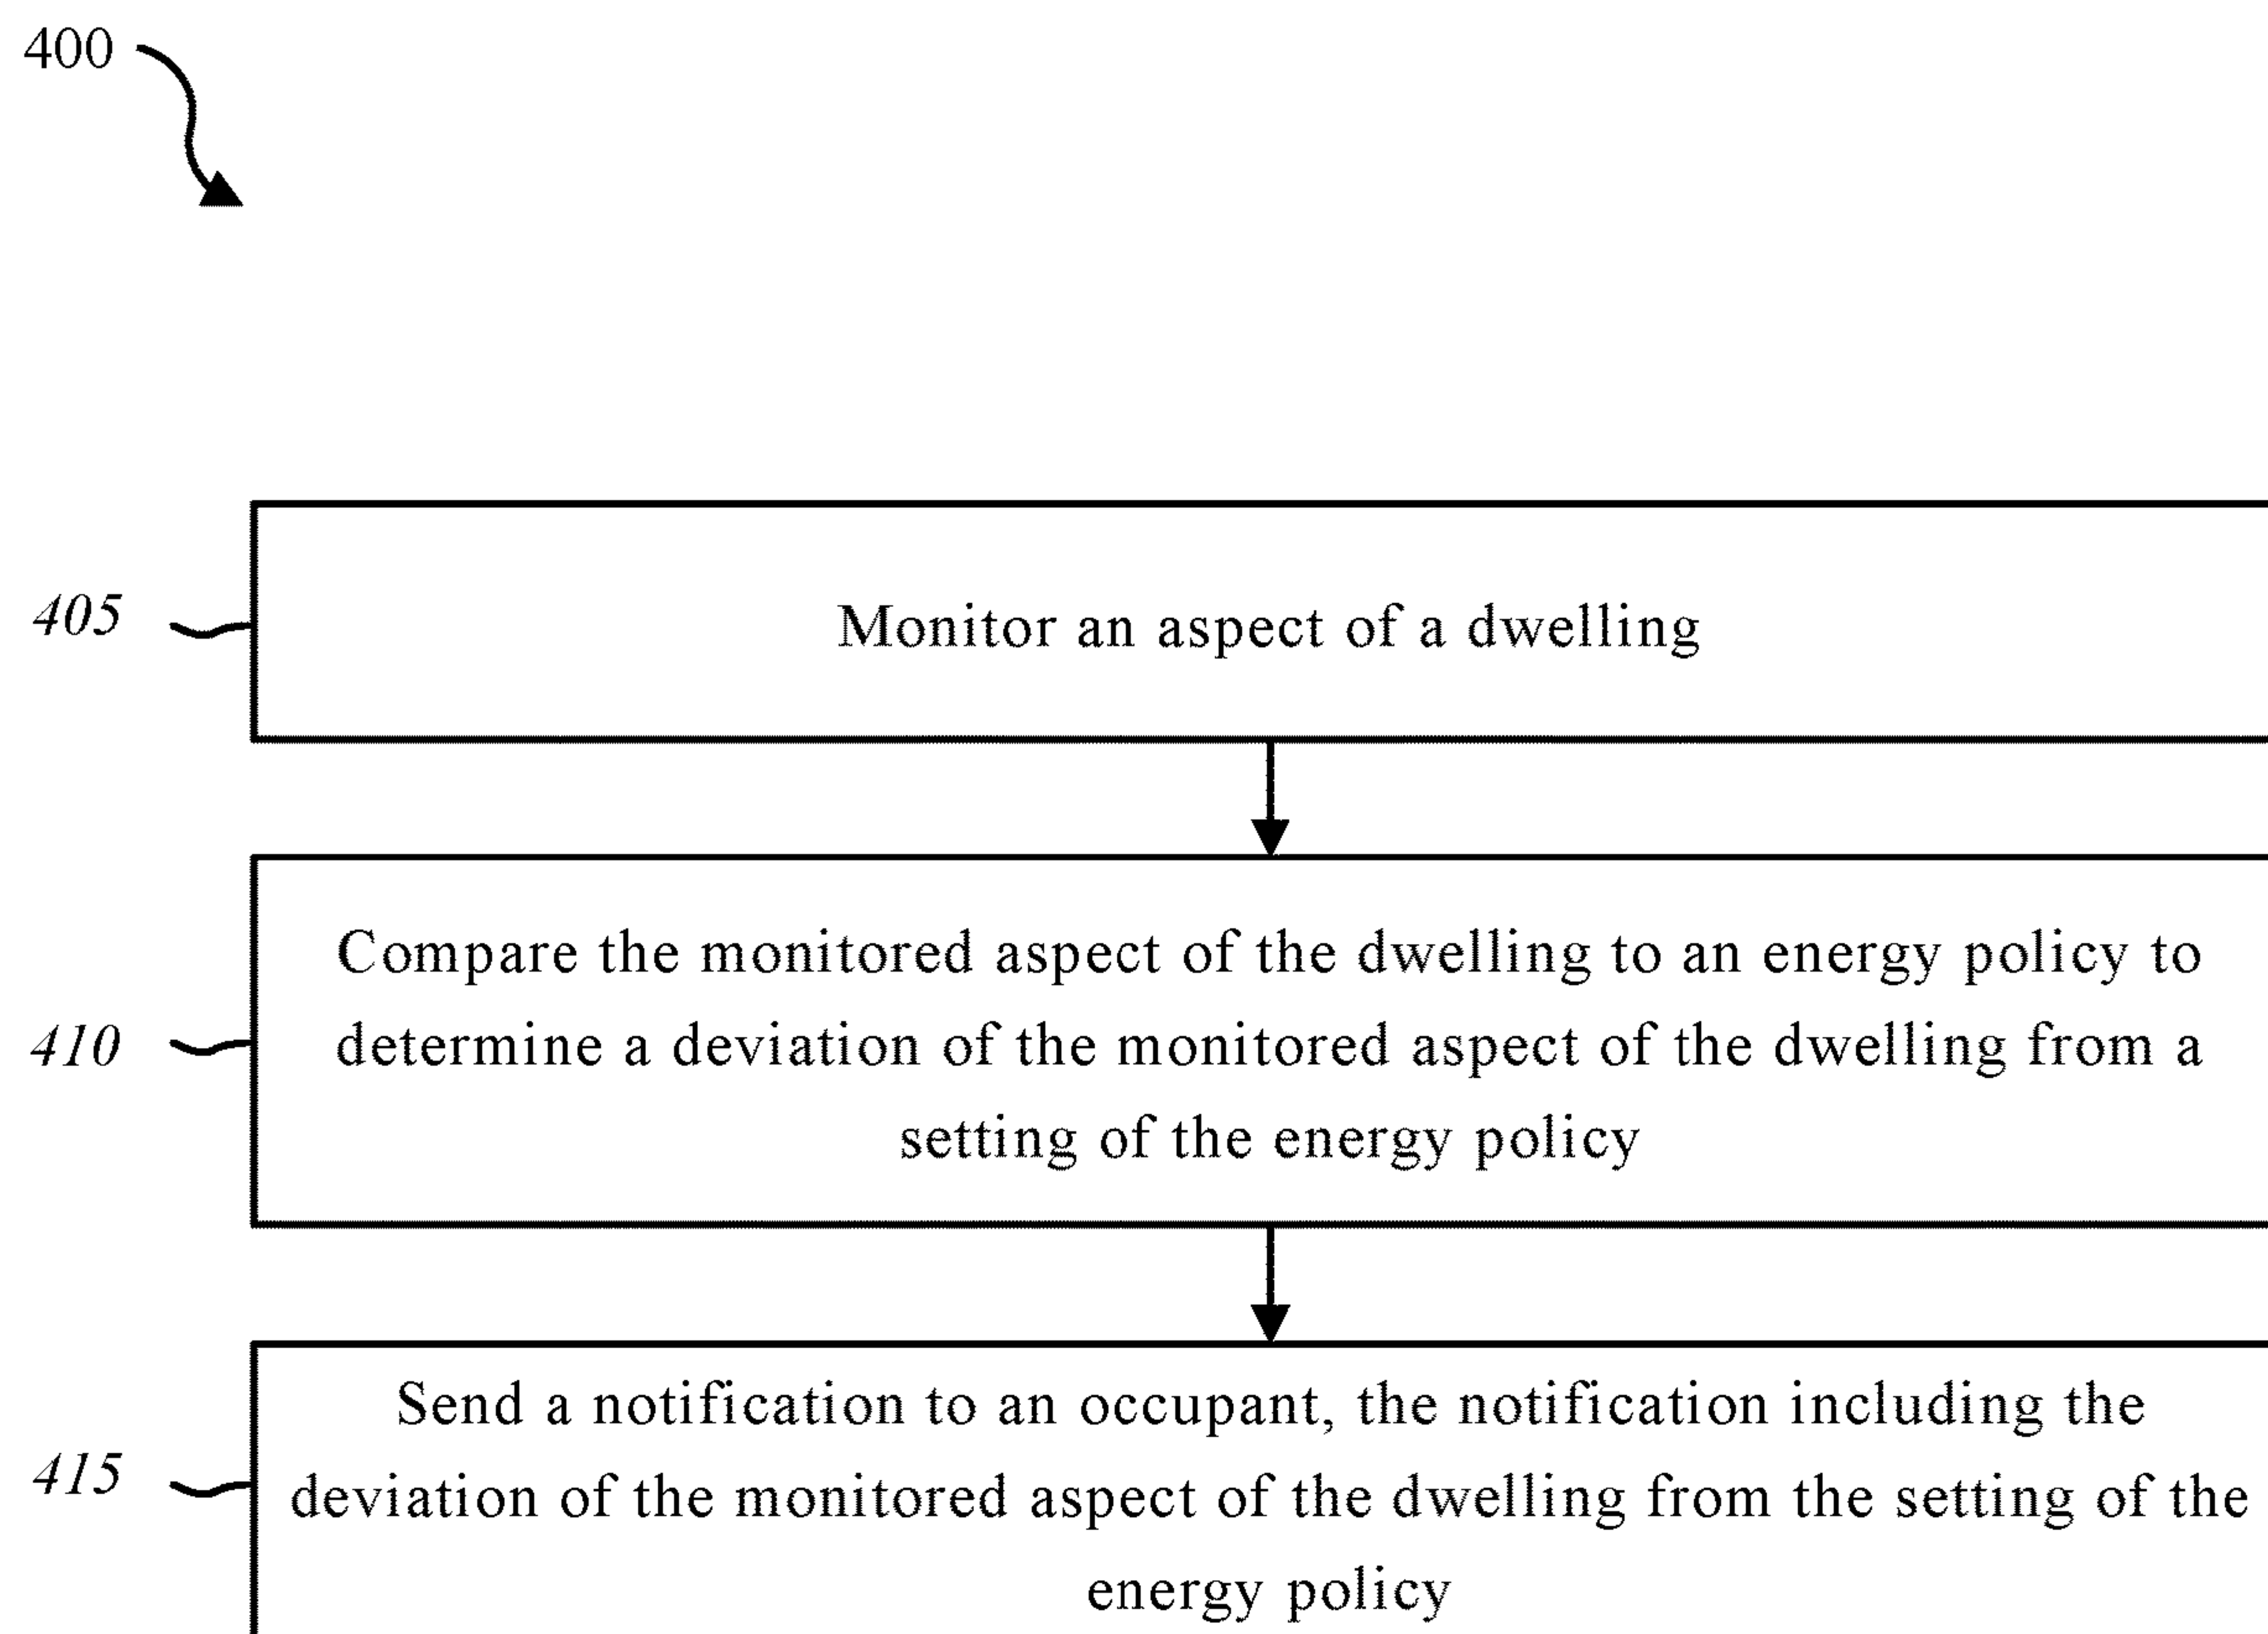 400
405
Monitor an aspect of a dwelling
410
Compare the monitored aspect of the dwelling to an energy policy to
determine a deviation of the monitored aspect of the dwelling from a
setting of the energy policy
415
Send a notification to an occupant, the notification including the
deviation of the monitored aspect of the dwelling from the setting of the
energy policy